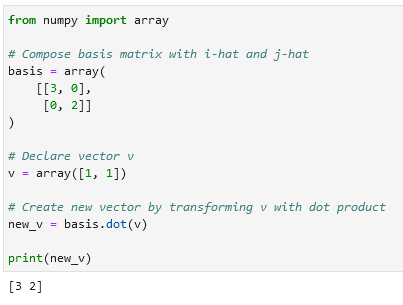 from numpy import array
# Compose basis matrix with i-hat and j-hat
basis = array(
    [[3, 0],
     [0, 2]]
)
# Declare vector v
v = array([1, 1])
# Create new vector by transforming v with dot product
new_v = basis.dot(v)
print(new_v)
[3 2]